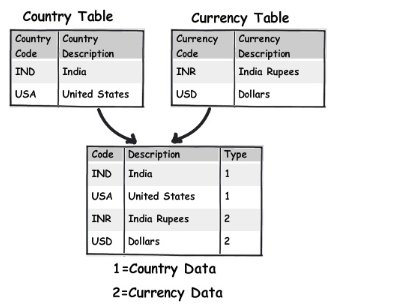 Country Table
Currency Table
Country Code Country Description
IND India
USA United States
Currency Code Currency Description
INR India Rupees
USD Dollars
Code Description Type
IND India 1
USA United States 1
INR India Rupees 2
USD Dollars 2
1=Country Data
2=Currency Data